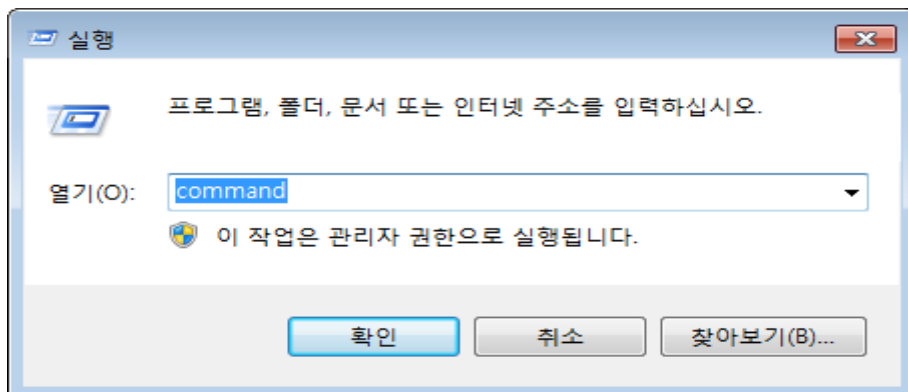 실행
프로그램, 폴더, 문서 또는 인터넷 주소를 입력하십시오.
열기(O): command
이 작업은 관리자 권한으로 실행됩니다.
확인 취소 찾아보기(B)...